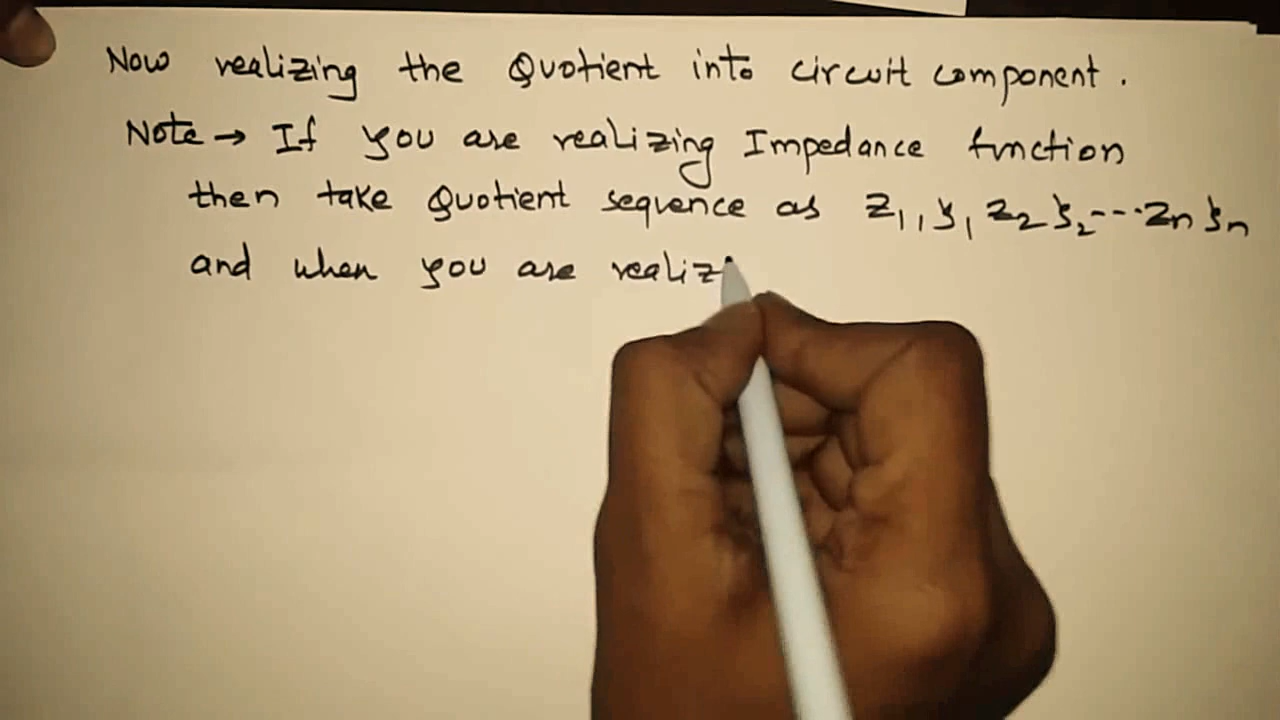 Now realizing the Quotient into circuit component.
Note → If you are realizing Impedance function
then take Quotient sequence as Z₁, y₁ Z₂ y₂---Zn yn
and when you are realiz